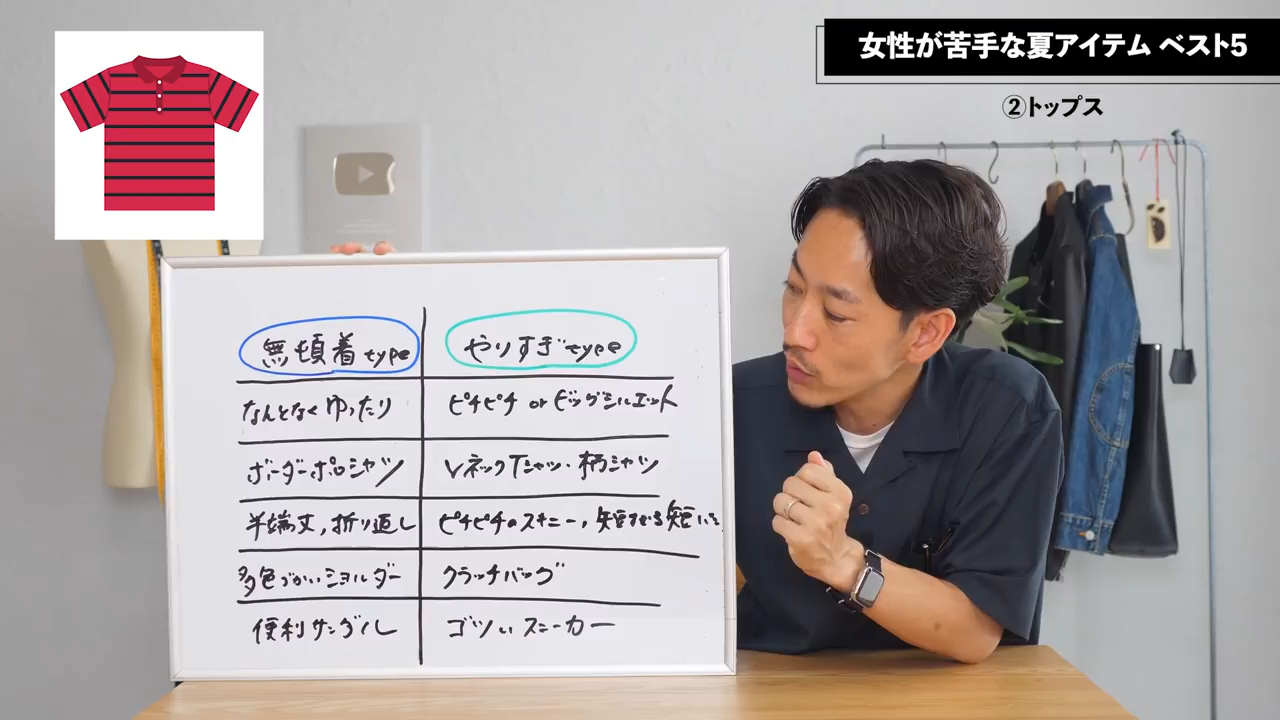 女性が苦手な夏アイテム ベスト5
②トップス
無頓着type
やりすぎtype
なんとなくゆったり
ピチピチ or ビッグシルエット
ボーダーポロシャツ
VネックTシャツ・柄シャツ
半端丈,折り返し
ピチピチのスキニー,短すぎる短パン
多色づかいショルダー
クラッチバッグ
便利サンダル
ゴツいスニーカー